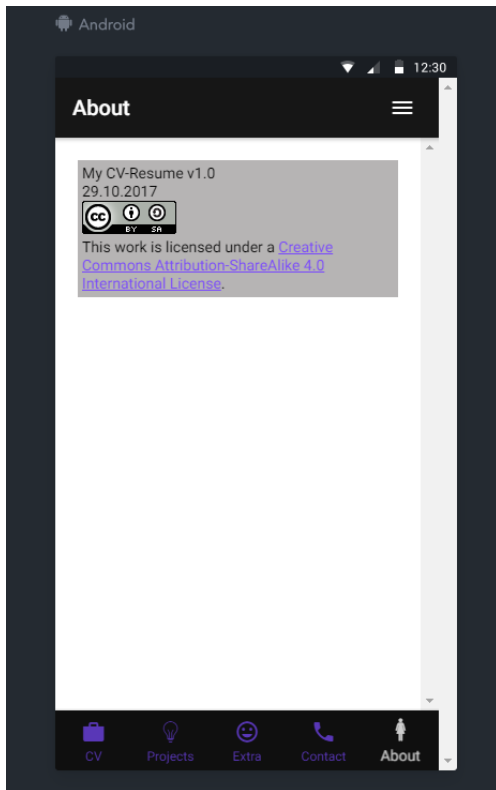 Android
12:30
About
My CV-Resume v1.0
29.10.2017
cc
BY SA
This work is licensed under a Creative
Commons Attribution-ShareAlike 4.0
International License.
CV Projects Extra Contact About